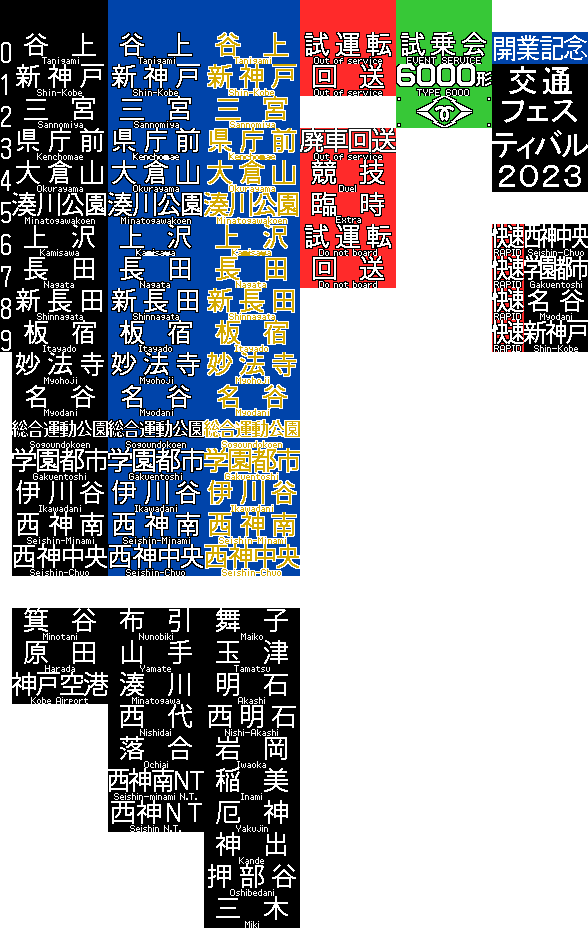 0
1
2
3
4
5
6
7
8
9
谷上
Tanigami
新神戸
Shin-Kobe
三宮
Sannomiya
県庁前
Kenchomae
大倉山
Okurayama
湊川公園
Minatogawakoen
上沢
Kamisawa
長田
Nagata
新長田
Shinnagata
板宿
Itayado
妙法寺
Myohoji
名谷
Myodani
総合運動公園
Sogoundokoen
学園都市
Gakuentoshi
伊川谷
Ikawadani
西神南
Seishin-Minami
西神中央
Seishin-Chuo
谷上
Tanigami
新神戸
Shin-Kobe
三宮
Sannomiya
県庁前
Kenchomae
大倉山
Okurayama
湊川公園
Minatogawakoen
上沢
Kamisawa
長田
Nagata
新長田
Shinnagata
板宿
Itayado
妙法寺
Myohoji
名谷
Myodani
総合運動公園
Sogoundokoen
学園都市
Gakuentoshi
伊川谷
Ikawadani
西神南
Seishin-Minami
西神中央
Seishin-Chuo
谷上
Tanigami
新神戸
Shin-Kobe
三宮
Sannomiya
県庁前
Kenchomae
大倉山
Okurayama
湊川公園
Minatogawakoen
上沢
Kamisawa
長田
Nagata
新長田
Shinnagata
板宿
Itayado
妙法寺
Myohoji
名谷
Myodani
総合運動公園
Sogoundokoen
学園都市
Gakuentoshi
伊川谷
Ikawadani
西神南
Seishin-Minami
西神中央
Seishin-Chuo
試運転
Out of service
回送
Out of service
廃車回送
Out of service
競技
Duel
臨時
Extra
試運転
Do not board
回送
Do not board
試乗会
EVENT SERVICE
6000形
TYPE 6000
開業記念
交通
フェス
ティバル
2023
快速西神中央
RAPID Seishin-Chuo
快速学園都市
RAPID Gakuentoshi
快速名谷
RAPID Myodani
快速新神戸
RAPID Shin-Kobe
箕谷
Minotani
原田
Harada
神戸空港
Kobe Airport
布引
Nunobiki
山手
Yamate
湊川
Minatogawa
西代
Nishidai
落合
Ochiai
西神南NT
Seishin-minami N.T.
西神NT
Seishin N.T.
舞子
Maiko
玉津
Tamatsu
明石
Akashi
西明石
Nishi-Akashi
岩岡
Iwaoka
稲美
Inami
厄神
Yakujin
神出
Kande
押部谷
Oshibedani
三木
Miki